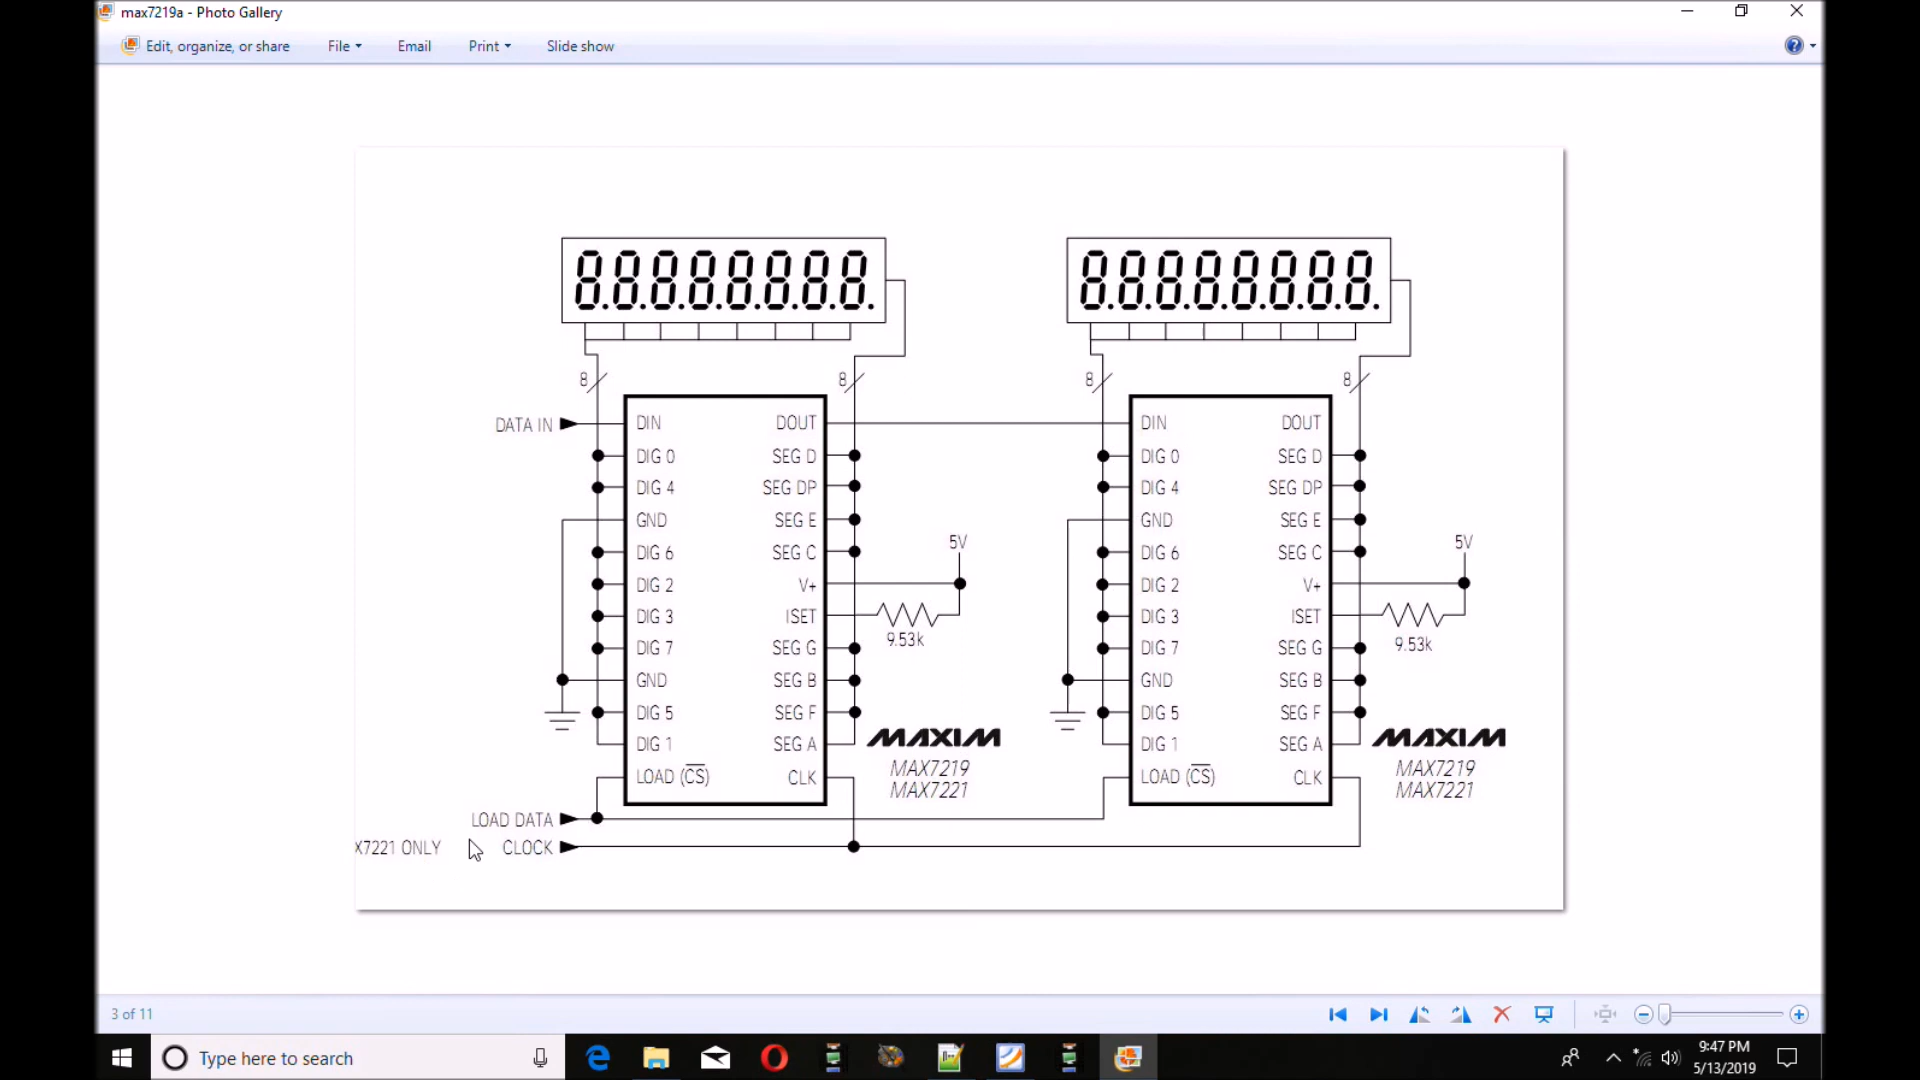 max7219a - Photo Gallery
Edit, organize, or share File Email Print Slide show
8.8.8.8.8.8.8.8. 8.8.8.8.8.8.8.8.
8 8 8 8
DATA IN DIN DOUT DIN DOUT
DIG 0 SEG D DIG 0 SEG D
DIG 4 SEG DP DIG 4 SEG DP
GND SEG E GND SEG E
5V 5V
DIG 6 SEG C DIG 6 SEG C
DIG 2 V+ DIG 2 V+
DIG 3 ISET DIG 3 ISET
9.53k 9.53k
DIG 7 SEG G DIG 7 SEG G
GND SEG B GND SEG B
DIG 5 SEG F DIG 5 SEG F
MAXIM MAXIM
DIG 1 SEG A DIG 1 SEG A
MAX7219 MAX7219
LOAD (CS) CLK LOAD (CS) CLK
MAX7221 MAX7221
LOAD DATA
X7221 ONLY CLOCK
3 of 11
Type here to search
9:47 PM
5/13/2019